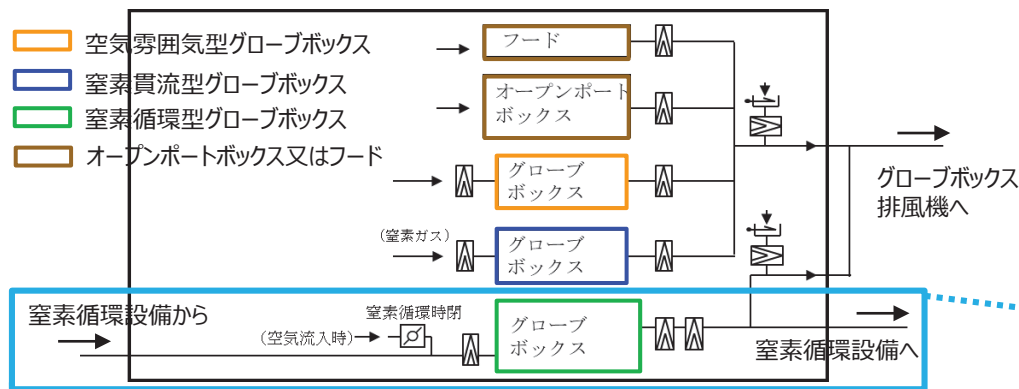 空気雰囲気型グローブボックス
窒素貫流型グローブボックス
窒素循環型グローブボックス
オープンポートボックス又はフード
フード
オープンポート
ボックス
グローブ
ボックス
(窒素ガス)
グローブ
ボックス
グローブボックス
排風機へ
窒素循環設備から
窒素循環時閉
(空気流入時)
グローブ
ボックス
窒素循環設備へ